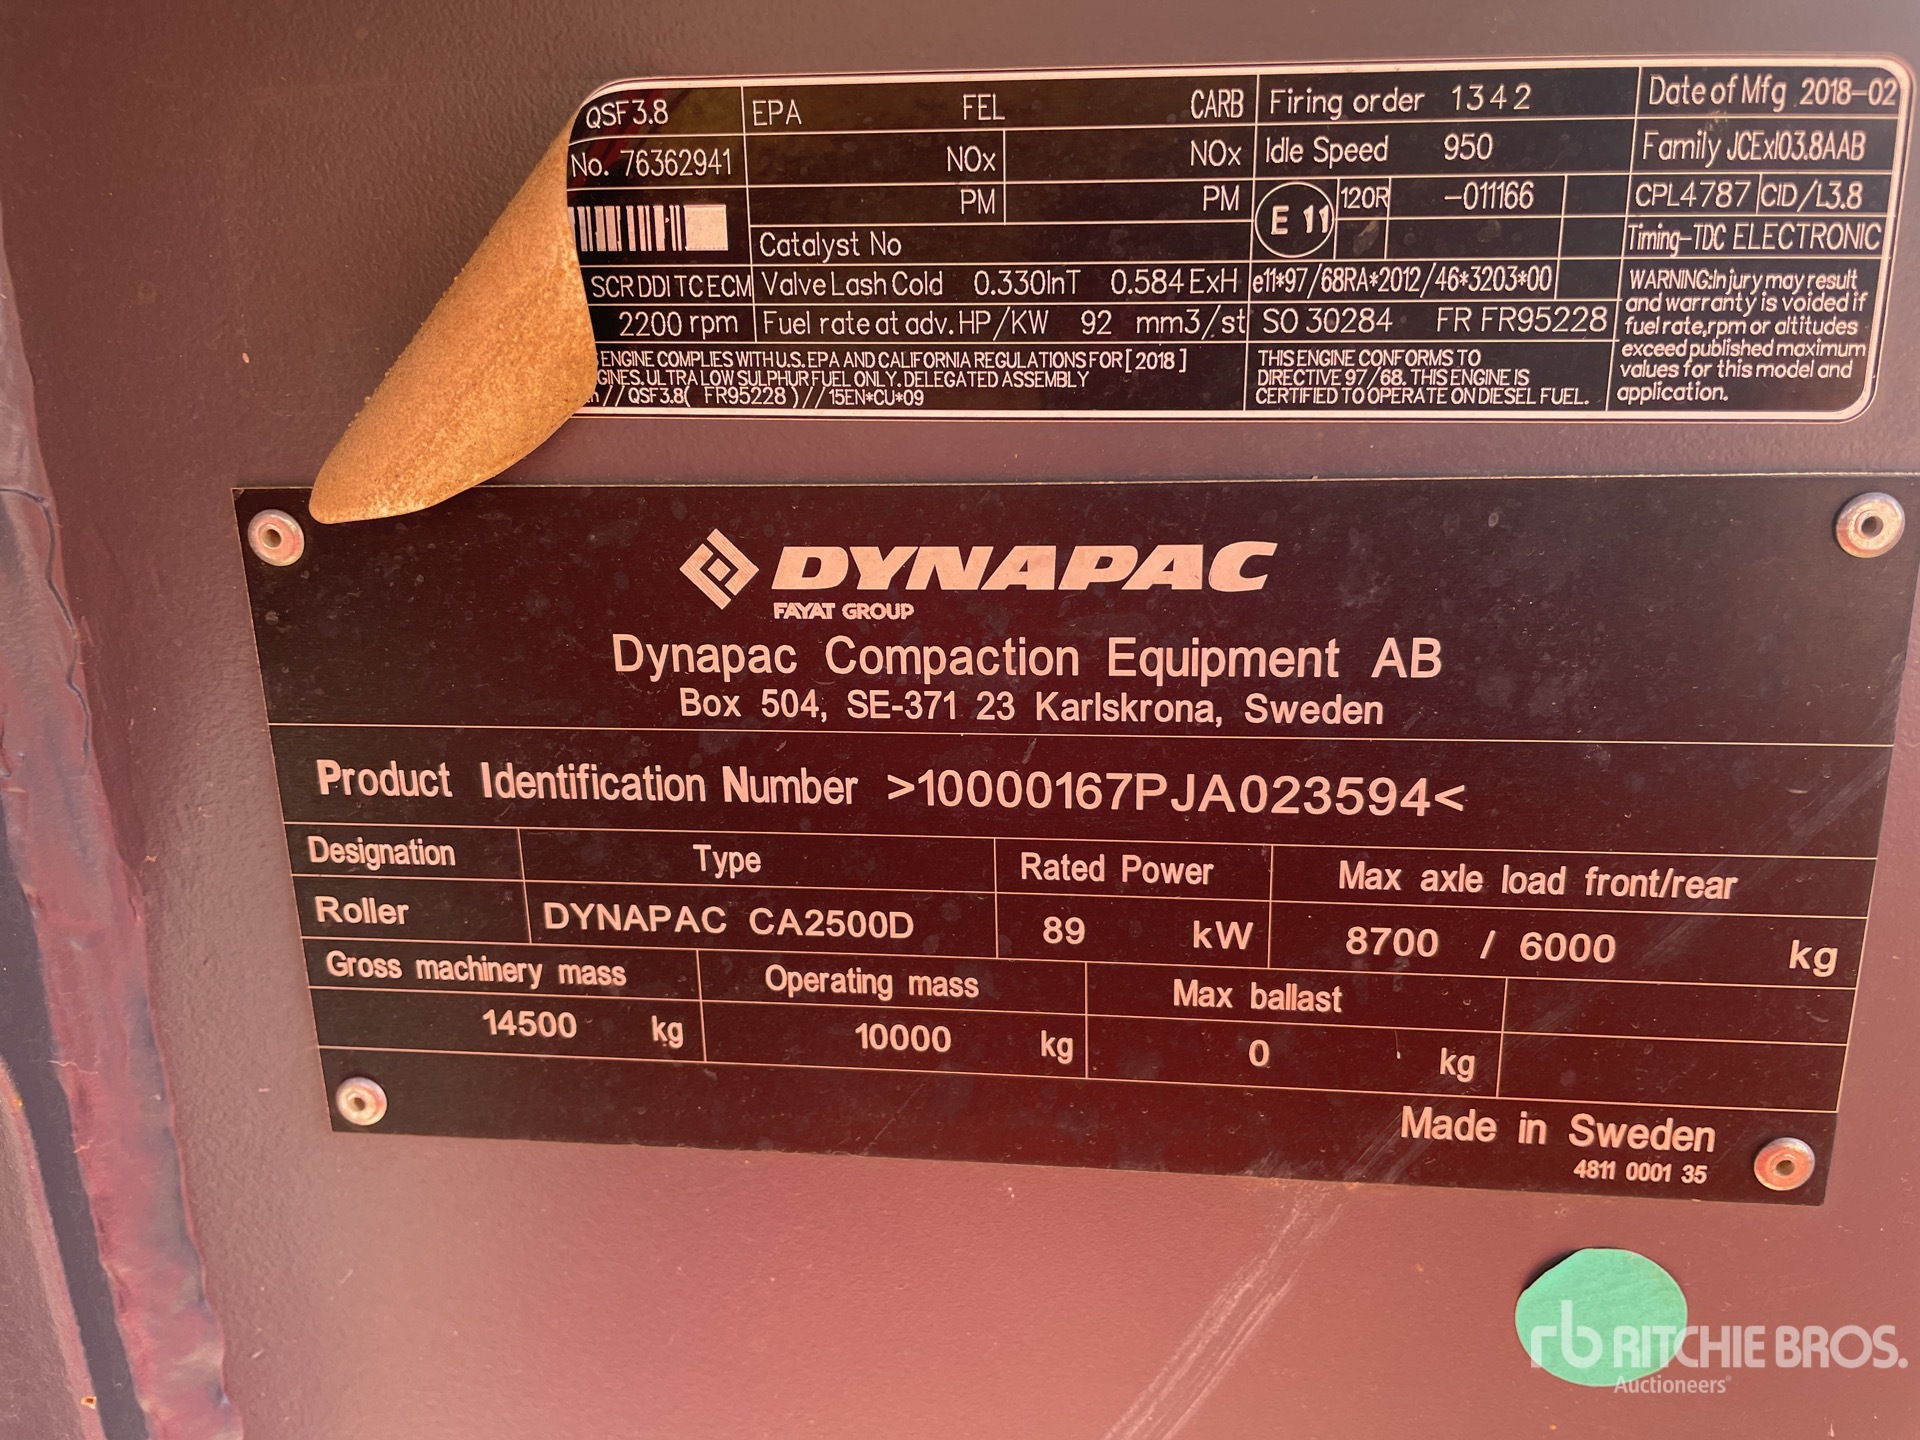 QSF3.8 EPA FEL CARB Firing order 1342 Date of Mfg 2018-02
No. 76362941 NOx NOx Idle Speed 950 Family JCExl03.8AAB
PM PM E 11 120R -011166 CPL4787 CID/L3.8
Catalyst No Timing-TDC ELECTRONIC
SCR DDI TC ECM Valve Lash Cold 0.330InT 0.584ExH e11*97/68RA*2012/46*3203*00
2200 rpm Fuel rate at adv. HP/KW 92 mm3/st SO 30284 FR FR95228
WARNING:Injury may result
and warranty is voided if
fuel rate,rpm or altitudes
exceed published maximum
values for this model and
application.
ENGINE COMPLIES WITH U.S. EPA AND CALIFORNIA REGULATIONS FOR [2018]
GINES. ULTRA LOW SULPHUR FUEL ONLY. DELEGATED ASSEMBLY
// QSF3.8( FR95228 )//15EN*CU*09
THIS ENGINE CONFORMS TO
DIRECTIVE 97/68. THIS ENGINE IS
CERTIFIED TO OPERATE ON DIESEL FUEL.
DYNAPAC
FAYAT GROUP
Dynapac Compaction Equipment AB
Box 504, SE-371 23 Karlskrona, Sweden
Product Identification Number >10000167PJA023594<
Designation Type Rated Power Max axle load front/rear
Roller DYNAPAC CA2500D 89 kW 8700 / 6000 kg
Gross machinery mass Operating mass Max ballast
14500 kg 10000 kg 0 kg
Made in Sweden
4811 0001 35
rb RITCHIE BROS.
Auctioneers